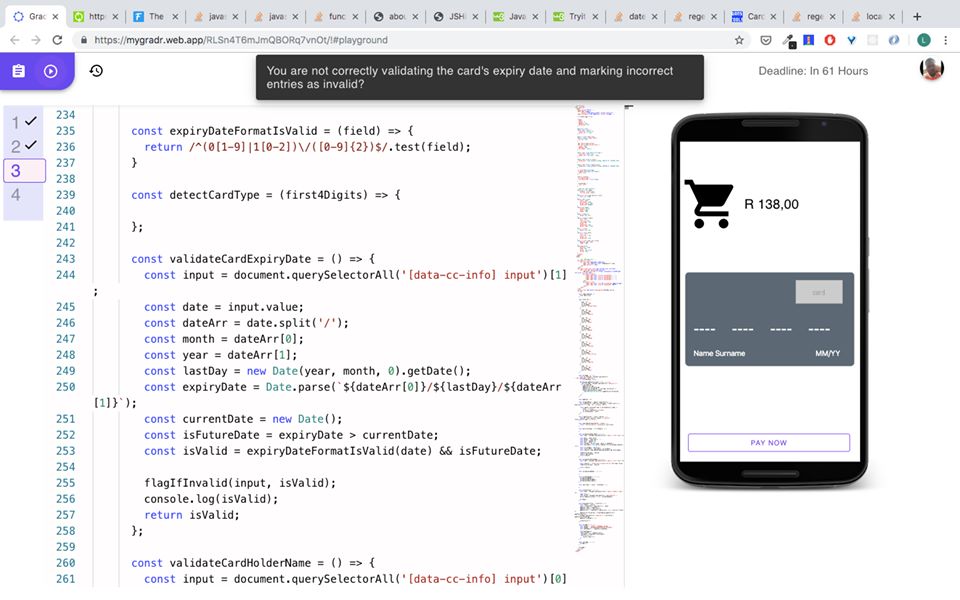 Grac
https
The
javas
javas
func
abou
JSHi
Java
Tryit
date
rege
Carc
rege
loca
https://mygradr.web.app/RLSn4T6mJmQBORq7vnOt/!#playground
L
You are not correctly validating the card's expiry date and marking incorrect
entries as invalid?
Deadline: In 61 Hours
1
2
3
4
234
235 const expiryDateFormatIsValid = (field) => {
236 return /^(0[1-9]|1[0-2])\/([0-9]{2})$/.test(field);
237 }
238
239 const detectCardType = (first4Digits) => {
240
241 };
242
243 const validateCardExpiryDate = () => {
244 const input = document.querySelectorAll('[data-cc-info] input')[1]
;
245 const date = input.value;
246 const dateArr = date.split('/');
247 const month = dateArr[0];
248 const year = dateArr[1];
249 const lastDay = new Date(year, month, 0).getDate();
250 const expiryDate = Date.parse(`${dateArr[0]}/${lastDay}/${dateArr
[1]}`);
251 const currentDate = new Date();
252 const isFutureDate = expiryDate > currentDate;
253 const isValid = expiryDateFormatIsValid(date) && isFutureDate;
254
255 flagIfInvalid(input, isValid);
256 console.log(isValid);
257 return isValid;
258 };
259
260 const validateCardHolderName = () => {
261 const input = document.querySelectorAll('[data-cc-info] input')[0]
R 138,00
card
---- ---- ---- ----
Name Surname MM/YY
PAY NOW